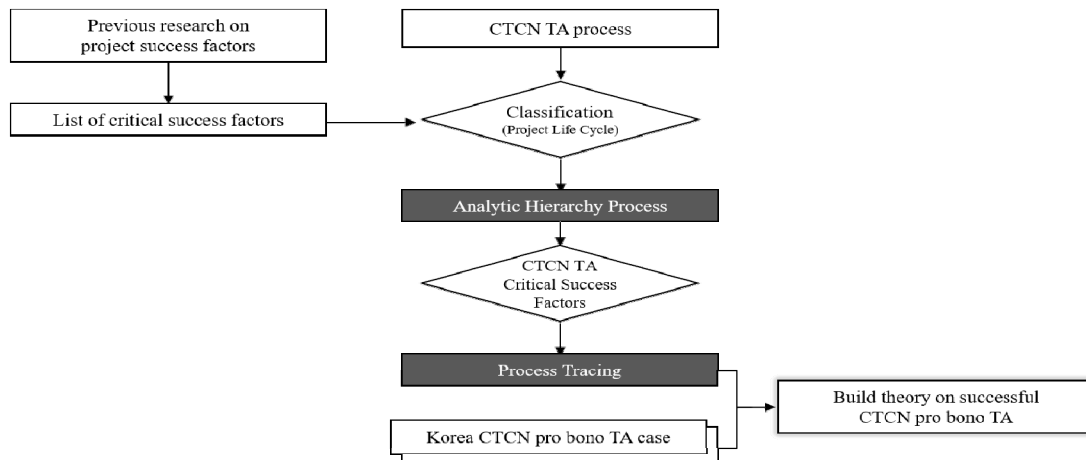 Previous research on
project success factors
CTCN TA process
List of critical success factors
Classification
(Project Life Cycle)
Analytic Hierarchy Process
CTCN TA
Critical Success
Factors
Process Tracing
Build theory on successful
CTCN pro bono TA
Korea CTCN pro bono TA case